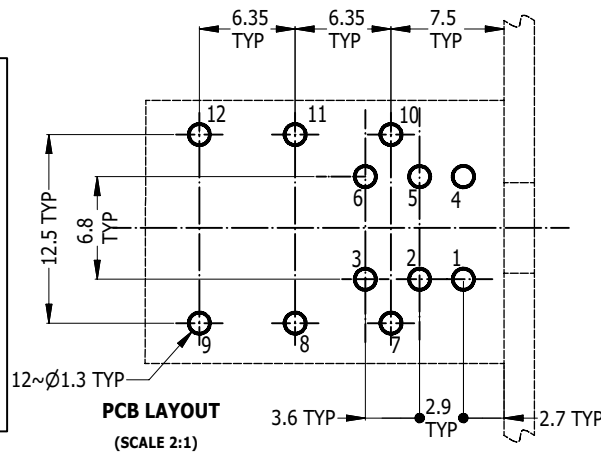 6.35
TYP
6.35
TYP
7.5
TYP
12
11
10
6
5
4
12.5 TYP
6.8
TYP
3
2
1
9
8
7
12~Ø1.3 TYP
PCB LAYOUT
(SCALE 2:1)
3.6 TYP
2.9
TYP
2.7 TYP